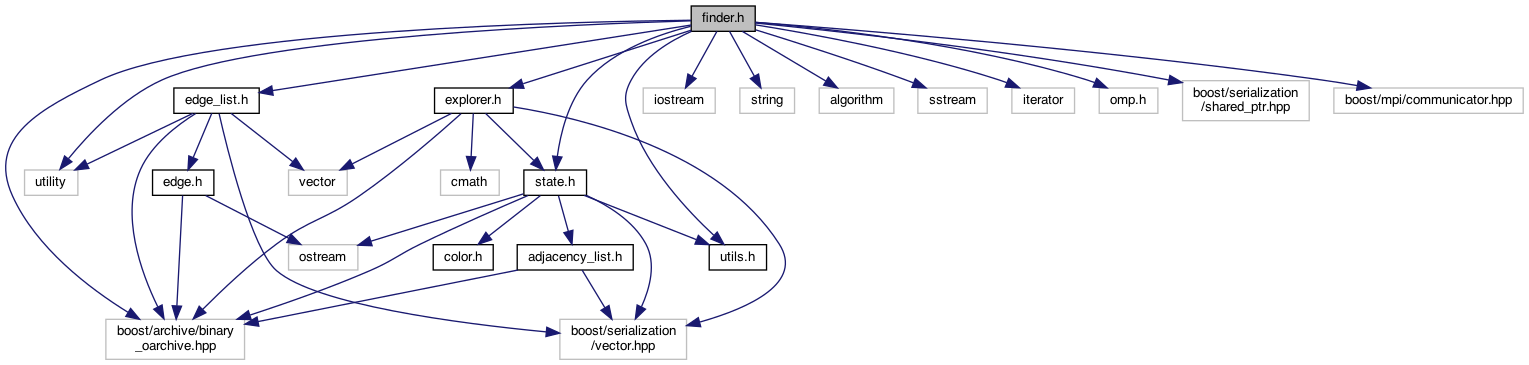 finder.h
edge_list.h
explorer.h
iostream
string
algorithm
sstream
iterator
omp.h
boost/serialization
/shared_ptr.hpp
boost/mpi/communicator.hpp
utility
edge.h
vector
cmath
state.h
ostream
color.h
adjacency_list.h
utils.h
boost/archive/binary
_oarchive.hpp
boost/serialization
/vector.hpp